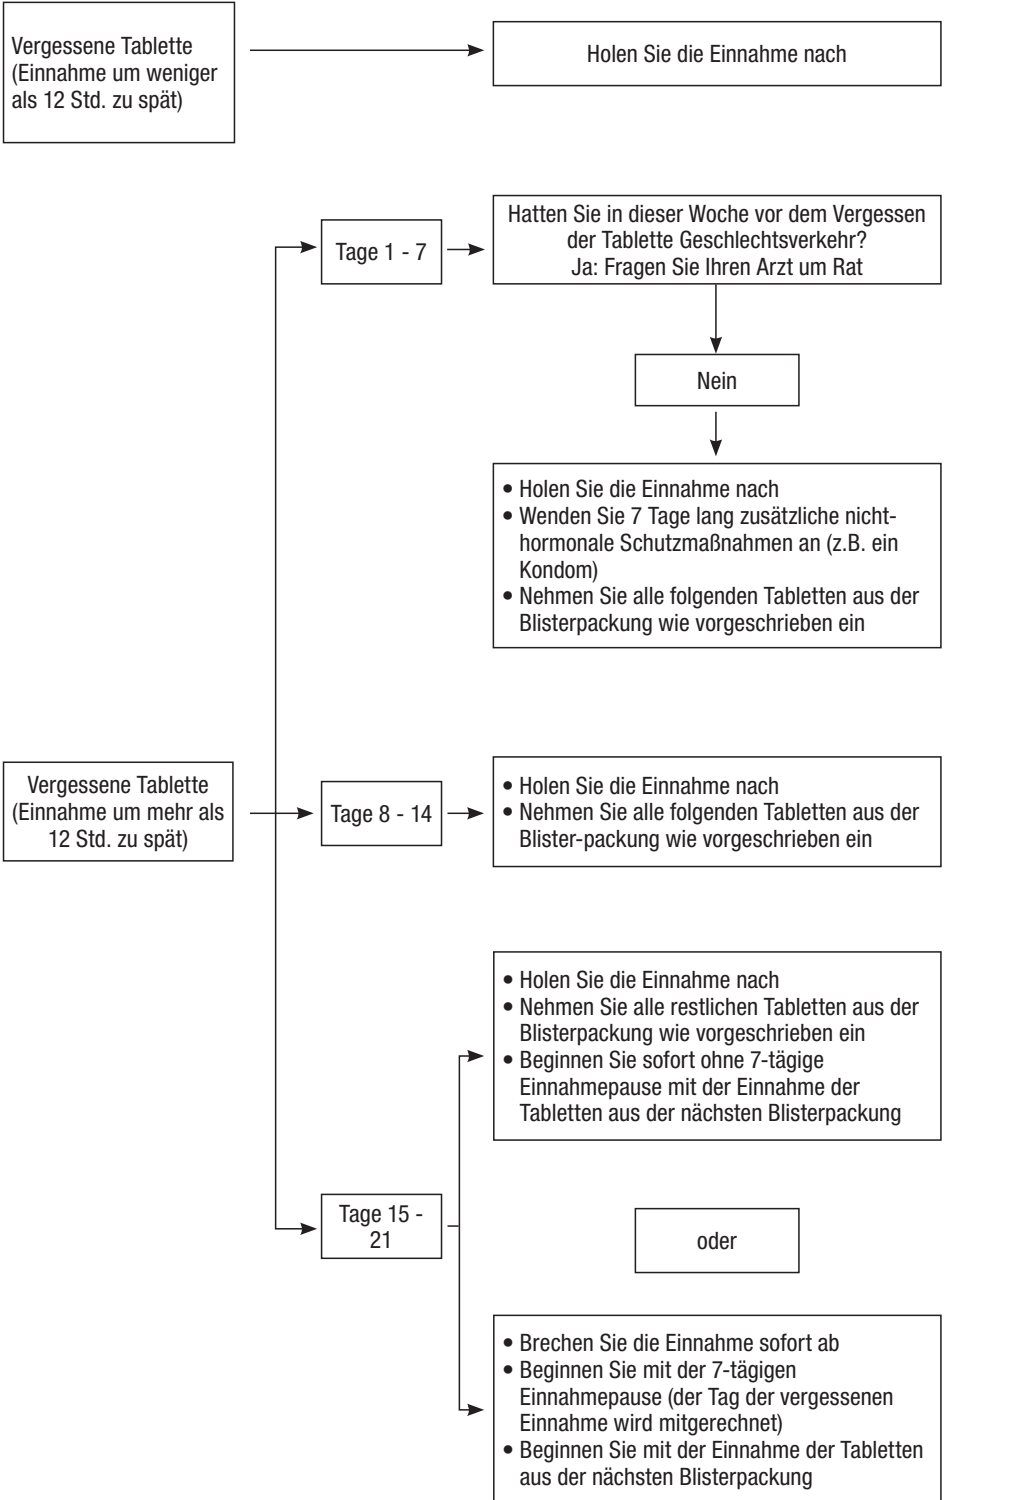 Vergessene Tablette
(Einnahme um weniger
als 12 Std. zu spät)
Holen Sie die Einnahme nach
Tage 1 - 7
Hatten Sie in dieser Woche vor dem Vergessen
der Tablette Geschlechtsverkehr?
Ja: Fragen Sie Ihren Arzt um Rat
Nein
• Holen Sie die Einnahme nach
• Wenden Sie 7 Tage lang zusätzliche nicht-
hormonale Schutzmaßnahmen an (z.B. ein
Kondom)
• Nehmen Sie alle folgenden Tabletten aus der
Blisterpackung wie vorgeschrieben ein
Vergessene Tablette
(Einnahme um mehr als
12 Std. zu spät)
Tage 8 - 14
• Holen Sie die Einnahme nach
• Nehmen Sie alle folgenden Tabletten aus der
Blister-packung wie vorgeschrieben ein
Tage 15 -
21
• Holen Sie die Einnahme nach
• Nehmen Sie alle restlichen Tabletten aus der
Blisterpackung wie vorgeschrieben ein
• Beginnen Sie sofort ohne 7-tägige
Einnahmepause mit der Einnahme der
Tabletten aus der nächsten Blisterpackung
oder
• Brechen Sie die Einnahme sofort ab
• Beginnen Sie mit der 7-tägigen
Einnahmepause (der Tag der vergessenen
Einnahme wird mitgerechnet)
• Beginnen Sie mit der Einnahme der Tabletten
aus der nächsten Blisterpackung